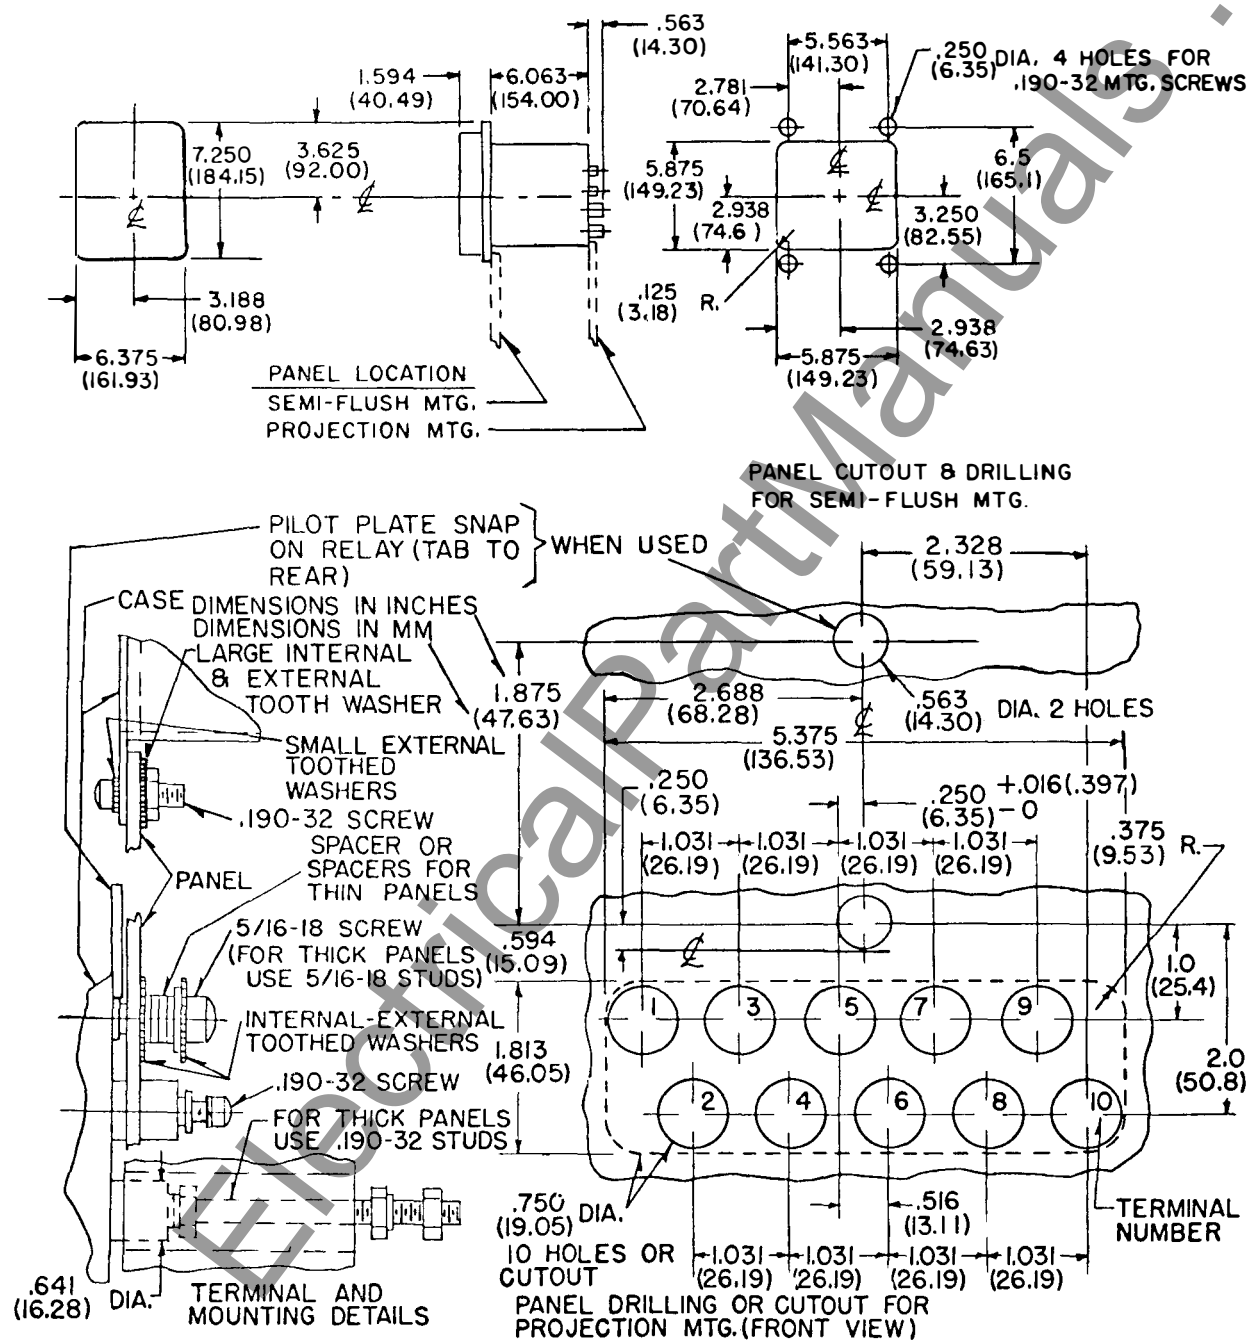 .563
(14.30)
1.594
(40.49)
6.063
(154.00)
5.563
(141.30)
.250
(6.35)
DIA. 4 HOLES FOR
.190-32 MTG. SCREWS
2.781
(70.64)
7.250
(184.15)
3.625
(92.00)
℄
℄
5.875
(149.23)
2.938
(74.6 )
℄
℄
6.5
(165.1)
3.250
(82.55)
3.188
(80.98)
6.375
(161.93)
.125
(3.18)
R.
2.938
(74.63)
5.875
(149.23)
PANEL LOCATION
SEMI-FLUSH MTG.
PROJECTION MTG.
PANEL CUTOUT & DRILLING
FOR SEMI-FLUSH MTG.
PILOT PLATE SNAP
ON RELAY (TAB TO
REAR)
WHEN USED
2.328
(59.13)
CASE
DIMENSIONS IN INCHES
DIMENSIONS IN MM
LARGE INTERNAL
& EXTERNAL
TOOTH WASHER
1.875
(47.63)
2.688
(68.28)
℄
.563
(14.30)
DIA. 2 HOLES
5.375
(136.53)
SMALL EXTERNAL
TOOTHED
WASHERS
.250
(6.35)
.250
(6.35)
+.016(.397)
-0
.190-32 SCREW
SPACER OR
SPACERS FOR
THIN PANELS
1.031
(26.19)
1.031
(26.19)
1.031
(26.19)
1.031
(26.19)
.375
(9.53)
R.
PANEL
5/16-18 SCREW
(FOR THICK PANELS
USE 5/16-18 STUDS)
.594
(15.09)
℄
1.0
(25.4)
INTERNAL-EXTERNAL
TOOTHED WASHERS
1.813
(46.05)
1
3
5
7
9
2.0
(50.8)
.190-32 SCREW
FOR THICK PANELS
USE .190-32 STUDS
2
4
6
8
10
.750
(19.05)
DIA.
10 HOLES OR
CUTOUT
.516
(13.11)
TERMINAL
NUMBER
1.031
(26.19)
1.031
(26.19)
1.031
(26.19)
1.031
(26.19)
.641
(16.28)
DIA.
TERMINAL AND
MOUNTING DETAILS
PANEL DRILLING OR CUTOUT FOR
PROJECTION MTG. (FRONT VIEW)
ElectricalPartManuals .